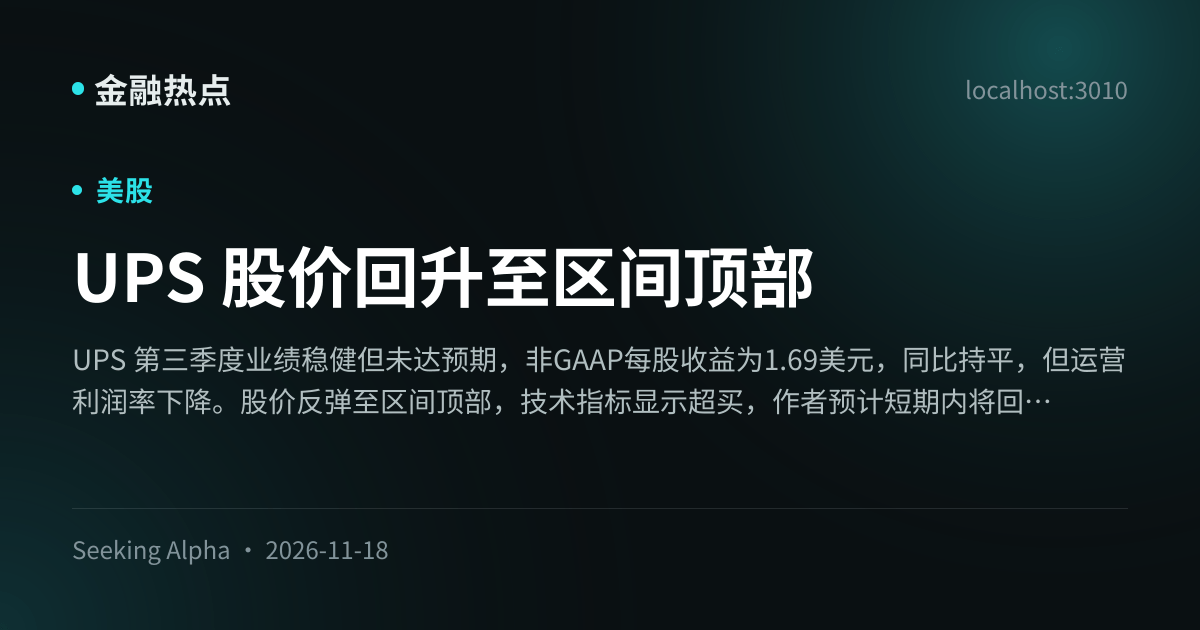 金融热点
localhost:3010
美股
UPS 股价回升至区间顶部
UPS 第三季度业绩稳健但未达预期，非GAAP每股收益为1.69美元，同比持平，但运营
利润率下降。股价反弹至区间顶部，技术指标显示超买，作者预计短期内将回…
Seeking Alpha · 2026-11-18